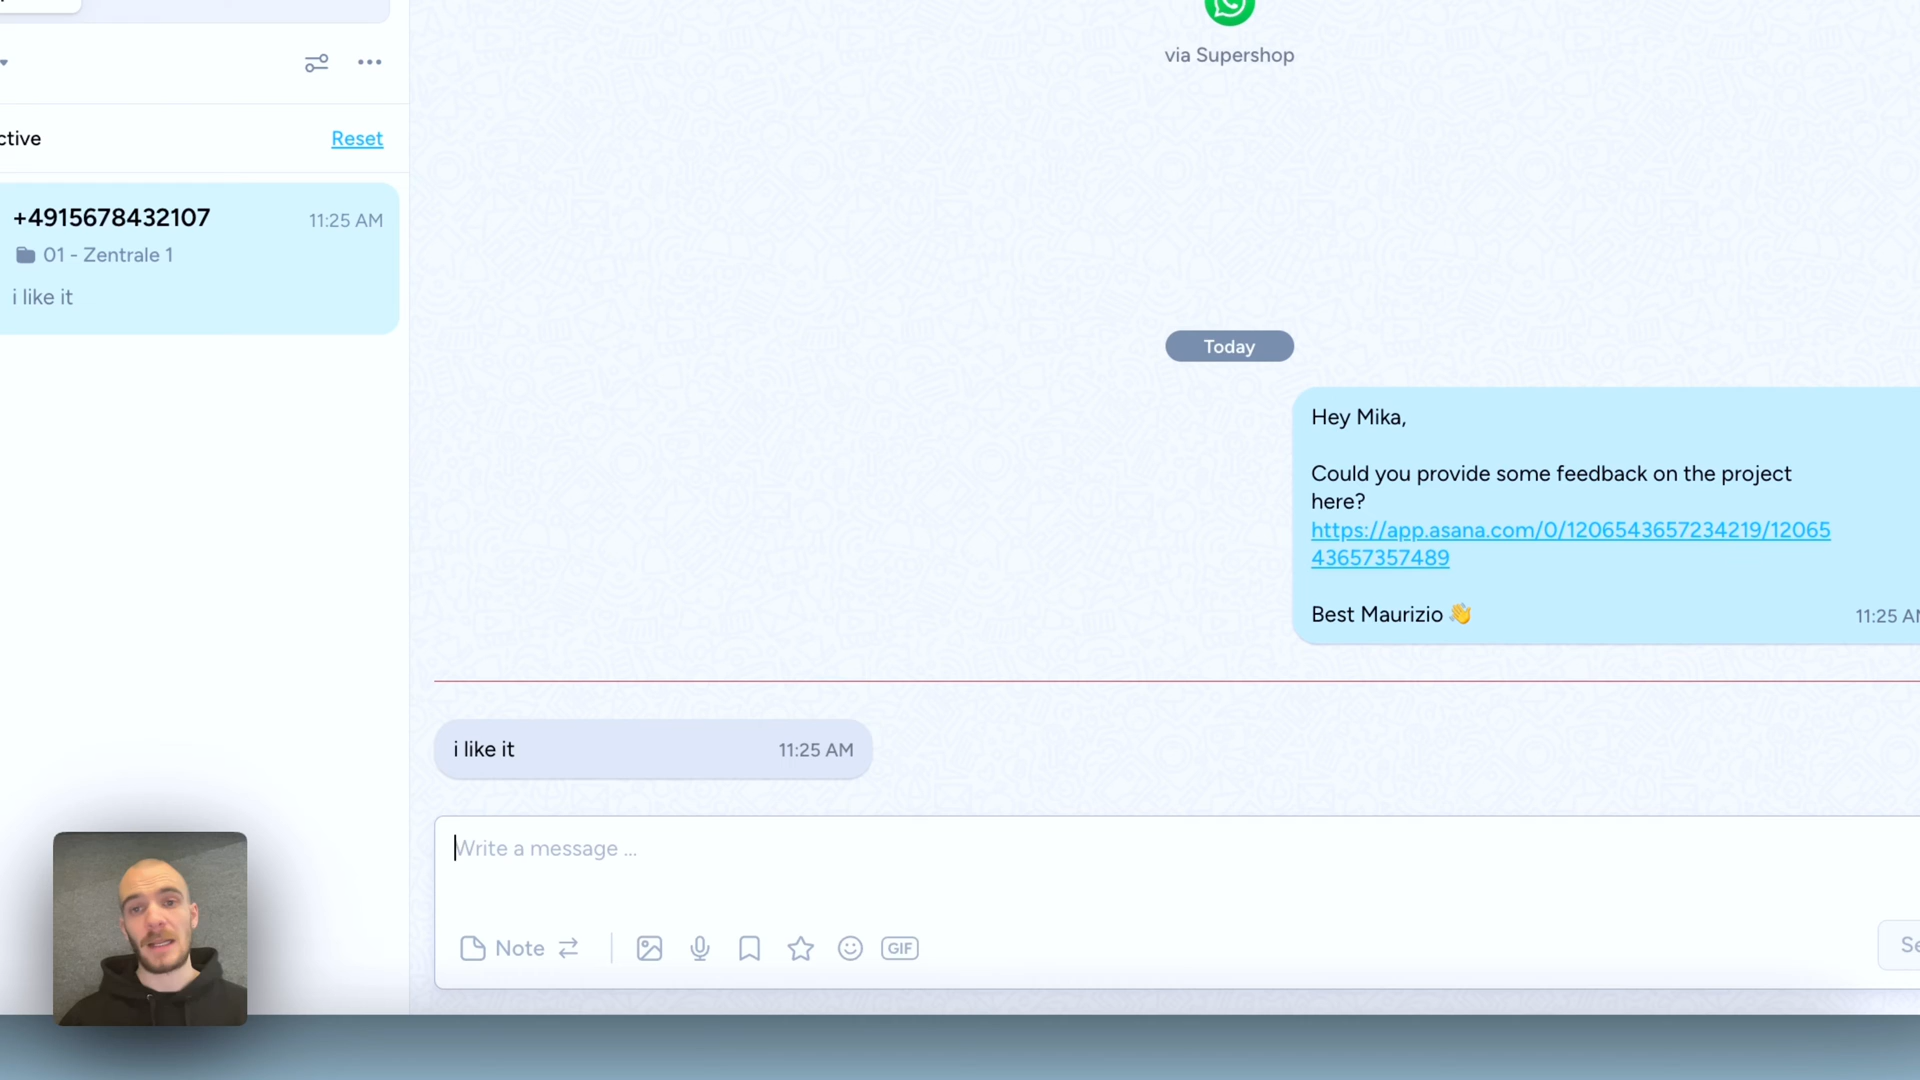 via Supershop
ctive
Reset
+4915678432107
11:25 AM
01 - Zentrale 1
i like it
Today
Hey Mika,
Could you provide some feedback on the project
here?
https://app.asana.com/0/1206543657234219/12065
43657357489
Best Maurizio 👋
11:25 AM
i like it
11:25 AM
Write a message ...
Note
GIF
Se